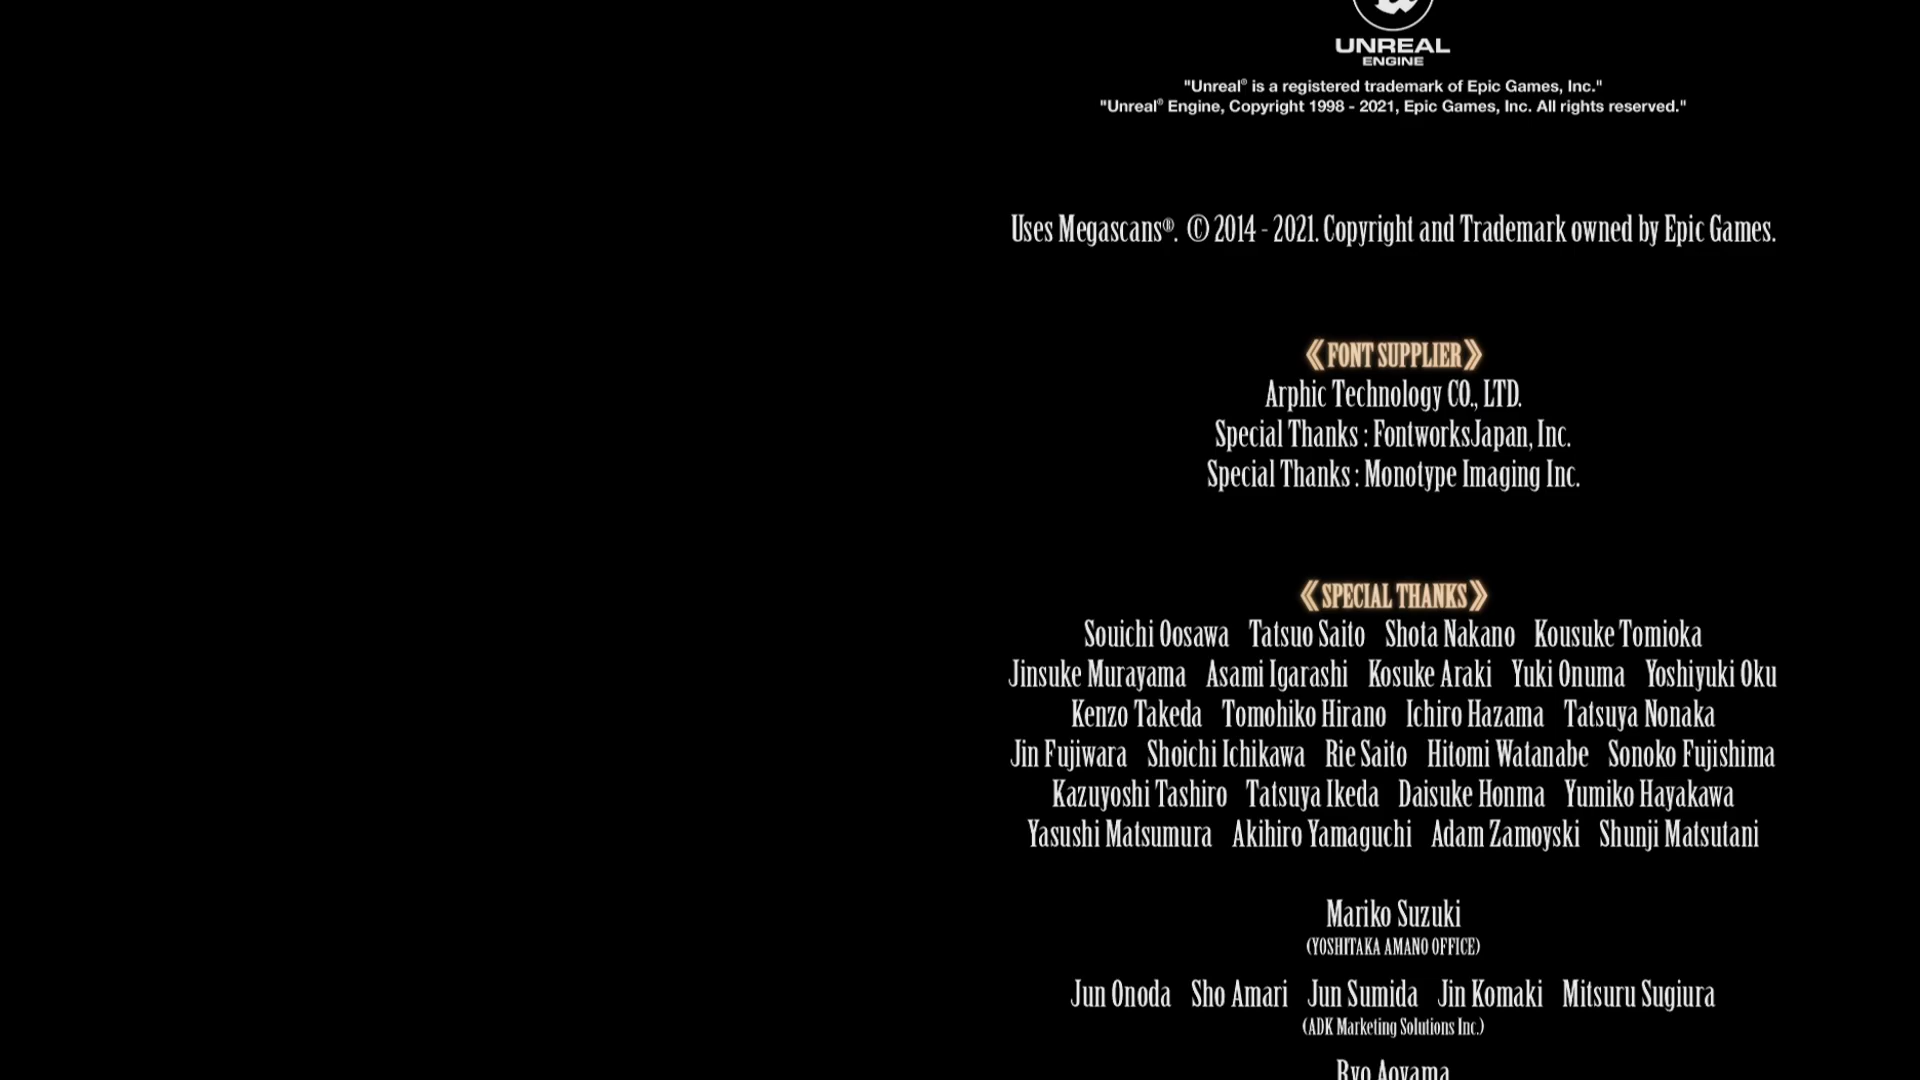 UNREAL
ENGINE
"Unreal® is a registered trademark of Epic Games, Inc."
"Unreal® Engine, Copyright 1998 - 2021, Epic Games, Inc. All rights reserved."
Uses Megascans®. © 2014 - 2021. Copyright and Trademark owned by Epic Games.
《FONT SUPPLIER》
Arphic Technology CO., LTD.
Special Thanks : FontworksJapan, Inc.
Special Thanks : Monotype Imaging Inc.
《SPECIAL THANKS》
Souichi Oosawa Tatsuo Saito Shota Nakano Kousuke Tomioka
Jinsuke Murayama Asami Igarashi Kosuke Araki Yuki Onuma Yoshiyuki Oku
Kenzo Takeda Tomohiko Hirano Ichiro Hazama Tatsuya Nonaka
Jin Fujiwara Shoichi Ichikawa Rie Saito Hitomi Watanabe Sonoko Fujishima
Kazuyoshi Tashiro Tatsuya Ikeda Daisuke Honma Yumiko Hayakawa
Yasushi Matsumura Akihiro Yamaguchi Adam Zamoyski Shunji Matsutani
Mariko Suzuki
(YOSHITAKA AMANO OFFICE)
Jun Onoda Sho Amari Jun Sumida Jin Komaki Mitsuru Sugiura
(ADK Marketing Solutions Inc.)
Ryo Aoyama